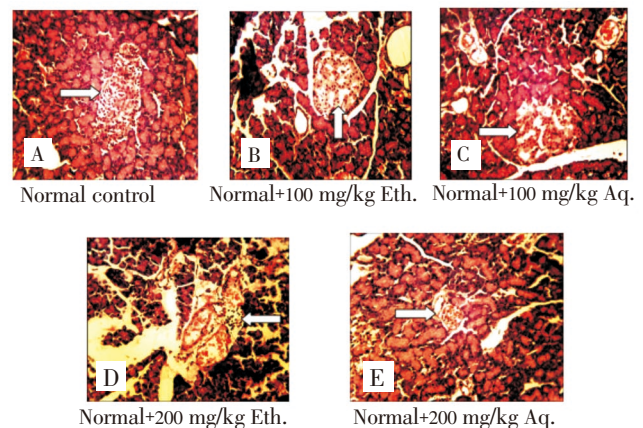 A
Normal control
B
Normal+100 mg/kg Eth.
C
Normal+100 mg/kg Aq.
D
Normal+200 mg/kg Eth.
E
Normal+200 mg/kg Aq.